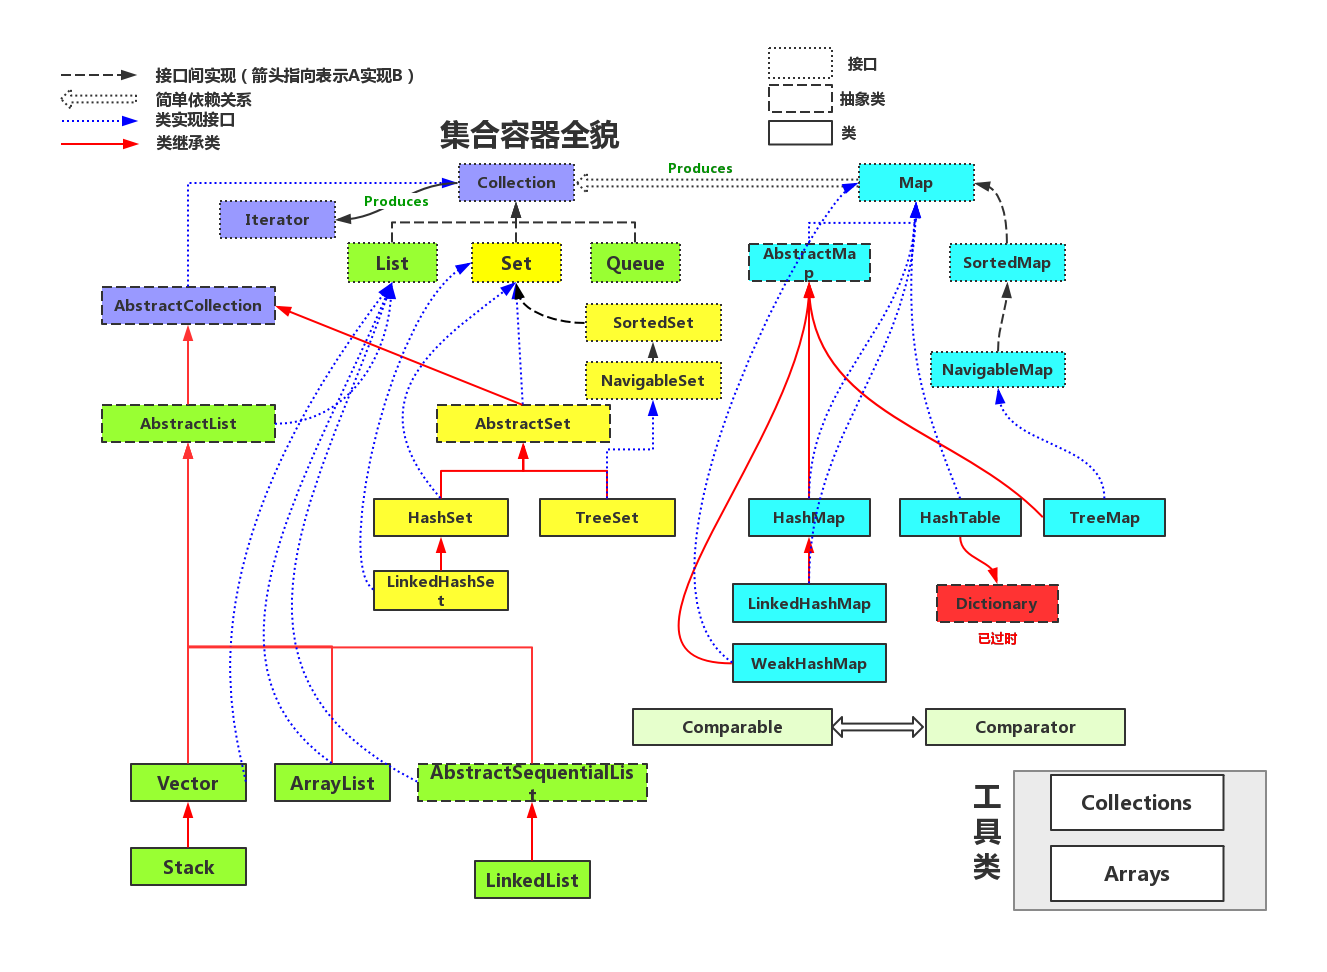 接口间实现（箭头指向表示A实现B）
简单依赖关系
类实现接口
类继承类
接口
抽象类
类
集合容器全貌
Produces
Collection
Map
Produces
Iterator
List
Set
Queue
AbstractMa
p
SortedMap
AbstractCollection
SortedSet
NavigableSet
NavigableMap
AbstractList
AbstractSet
HashSet
TreeSet
HashMap
HashTable
TreeMap
LinkedHashSe
t
LinkedHashMap
Dictionary
已过时
WeakHashMap
Comparable
Comparator
Vector
ArrayList
AbstractSequentialLis
t
工
具
类
Collections
Arrays
Stack
LinkedList